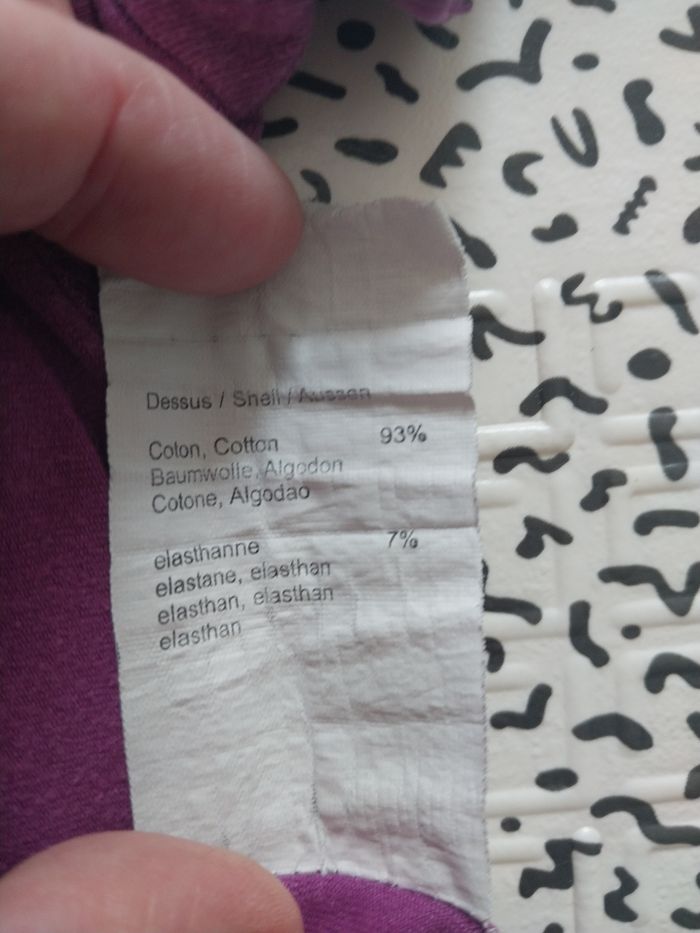 Dessus / Shell / Aussen
Coton, Cotton 93%
Baumwolle, Algodon
Cotone, Algodao
elasthanne 7%
elastane, elasthan
elasthan, elasthan
elasthan